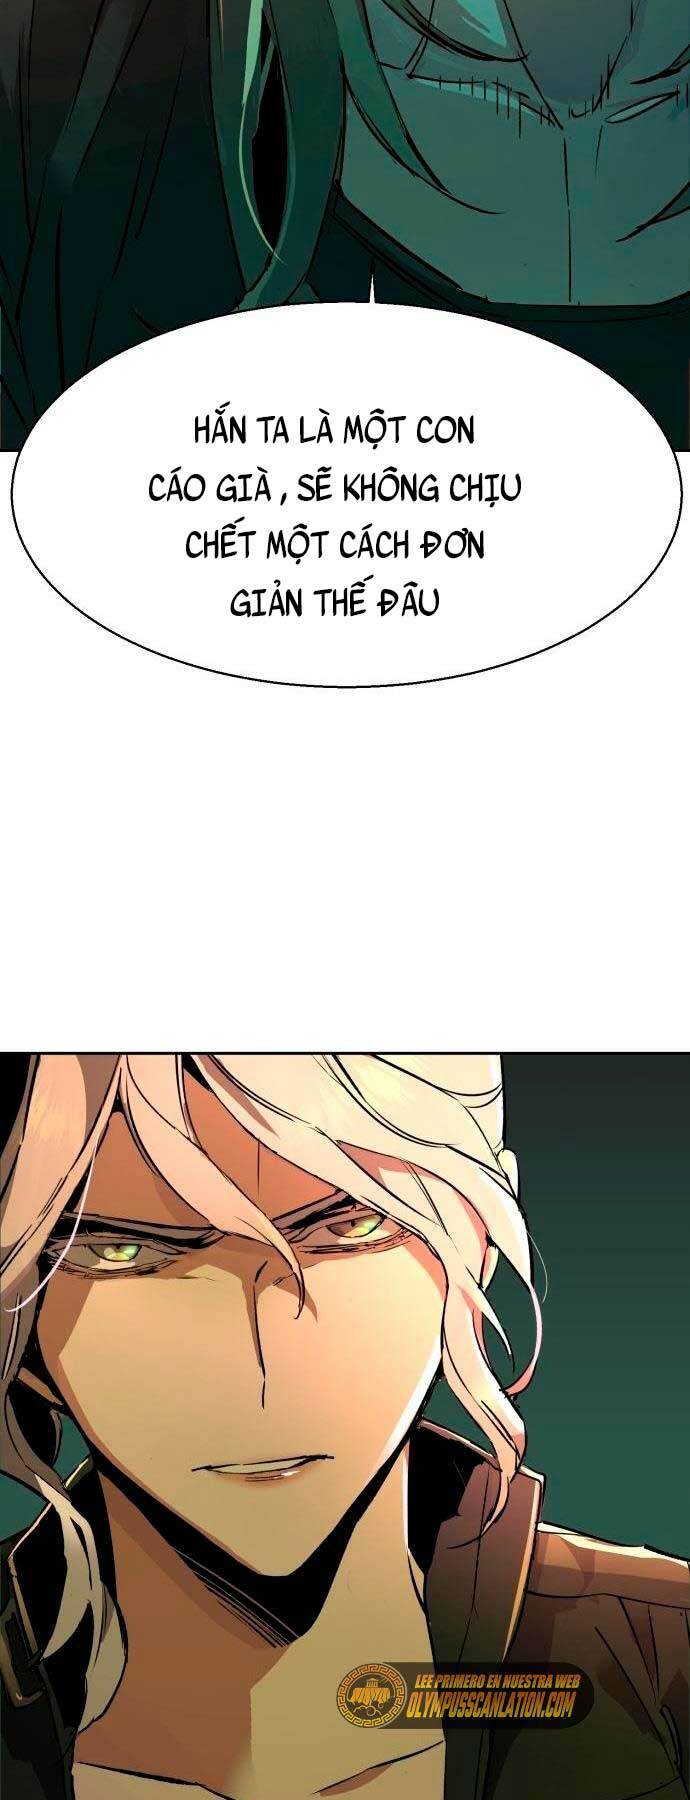 HẮN TA LÀ MỘT CON
CÁO GIÀ, SẼ KHÔNG CHỊU
CHẾT MỘT CÁCH ĐƠN
GIẢN THẾ ĐÂU
LEE PRIMERO EN NUESTRA WEB
OLYMPUSSCANLATION.COM